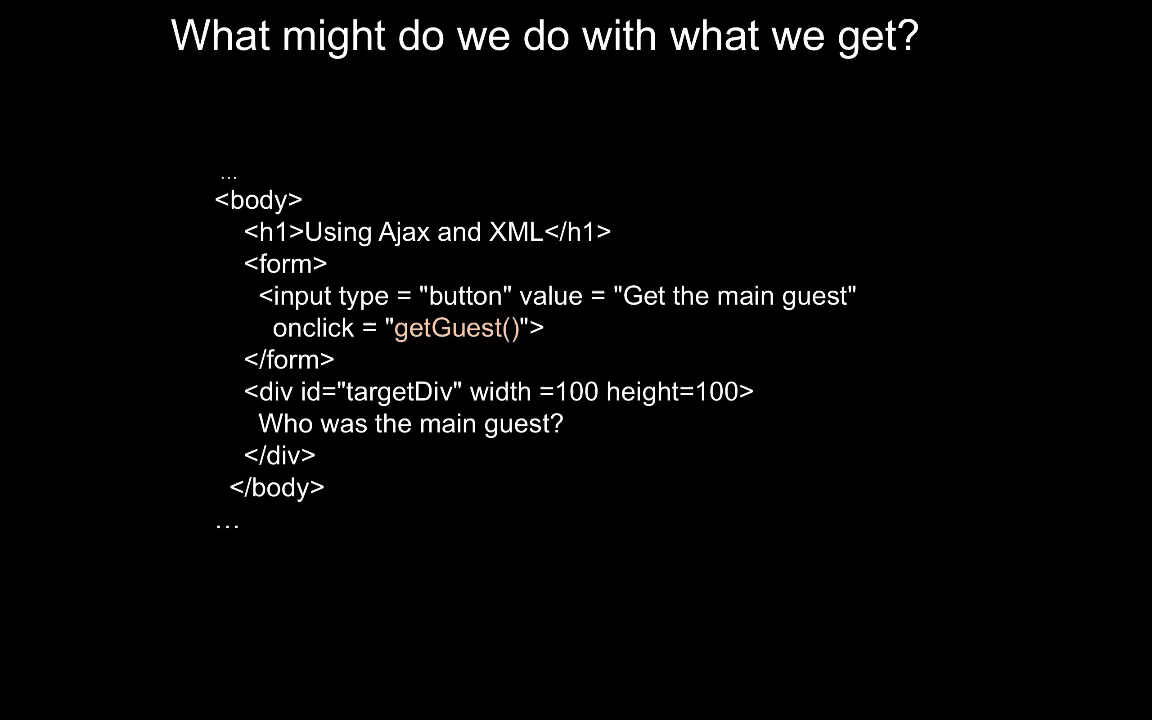 What might do we do with what we get?
...
<body>
<h1>Using Ajax and XML</h1>
<form>
<input type = "button" value = "Get the main guest"
onclick = "getGuest()">
</form>
<div id="targetDiv" width =100 height=100>
Who was the main guest?
</div>
</body>
...